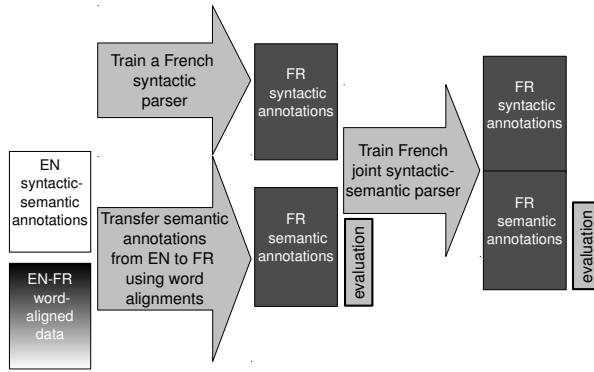 Train a French
syntactic
parser
FR
syntactic
annotations
FR
syntactic
annotations
Train French
joint syntactic-
semantic parser
EN
syntactic-
semantic
annotations
Transfer semantic
annotations
from EN to FR
using word
alignments
FR
semantic
annotations
evaluation
FR
semantic
annotations
evaluation
EN-FR
word-
aligned
data